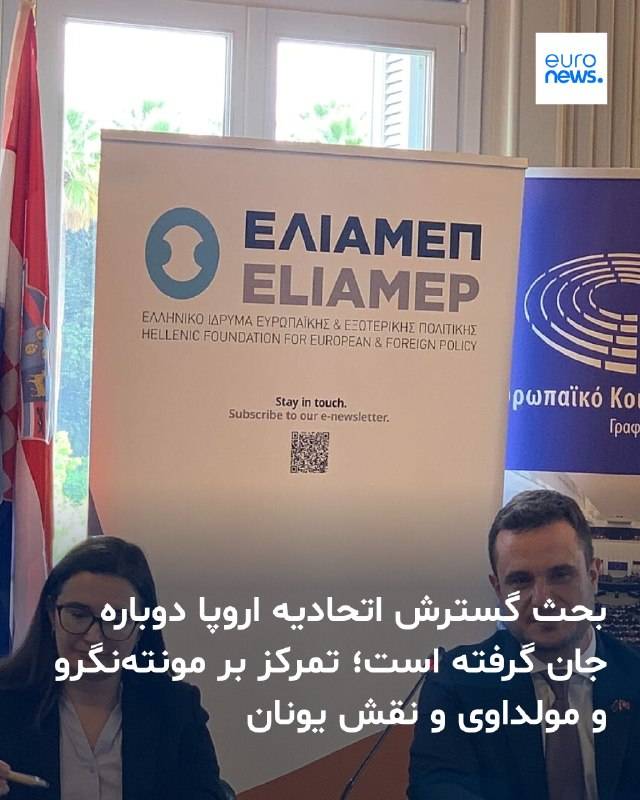 euro
news.
ΕΛΙΑΜΕΠ
ELIAMEP
ΕΛΛΗΝΙΚΟ ΙΔΡΥΜΑ ΕΥΡΩΠΑΪΚΗΣ & ΕΞΩΤΕΡΙΚΗΣ ΠΟΛΙΤΙΚΗΣ
HELLENIC FOUNDATION FOR EUROPEAN & FOREIGN POLICY
Stay in touch.
Subscribe to our e-newsletter.
ρωπαϊκό Κοι
Γραφ
بحث گسترش اتحادیه اروپا دوباره
جان گرفته است؛ تمرکز بر مونته‌نگرو
و مولداوی و نقش یونان